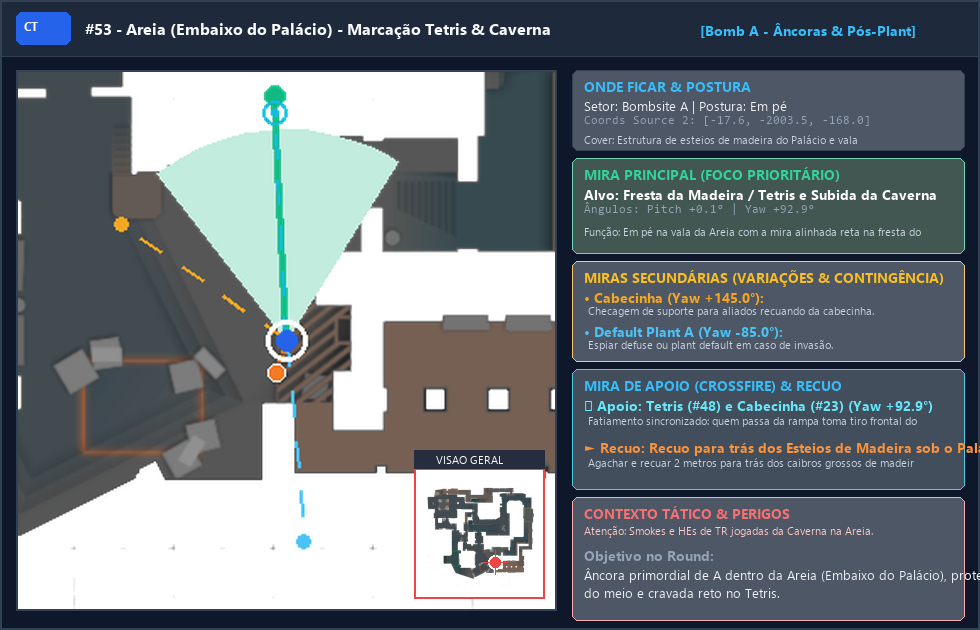 CT
#53 - Areia (Embaixo do Palácio) - Marcação Tetris & Caverna
[Bomb A - Âncoras & Pós-Plant]
ONDE FICAR & POSTURA
Setor: Bombsite A | Postura: Em pé
Coords Source 2: [-17.6, -2003.5, -168.0]
Cover: Estrutura de esteios de madeira do Palácio e vala
MIRA PRINCIPAL (FOCO PRIORITÁRIO)
Alvo: Fresta da Madeira / Tetris e Subida da Caverna
Ângulos: Pitch +0.1º | Yaw +92.9º
Função: Em pé na vala da Areia com a mira alinhada reta na fresta do
MIRAS SECUNDÁRIAS (VARIAÇÕES & CONTINGÊNCIA)
• Cabecinha (Yaw +145.0°):
Checagem de suporte para aliados recuando da cabecinha.
• Default Plant A (Yaw -85.0°):
Espiar defuse ou plant default em caso de invasão.
MIRA DE APOIO (CROSSFIRE) & RECUO
Apoio: Tetris (#48) e Cabecinha (#23) (Yaw +92.9°)
Fatiamento sincronizado: quem passa da rampa toma tiro frontal do
► Recuo: Recuo para trás dos Esteios de Madeira sob o Pal
Agachar e recuar 2 metros para trás dos caibros grossos de madeir
VISAO GERAL
CONTEXTO TÁTICO & PERIGOS
Atenção: Smokes e HEs de TR jogadas da Caverna na Areia.
Objetivo no Round:
Âncora primordial de A dentro da Areia (Embaixo do Palácio), prote
do meio e cravada reto no Tetris.